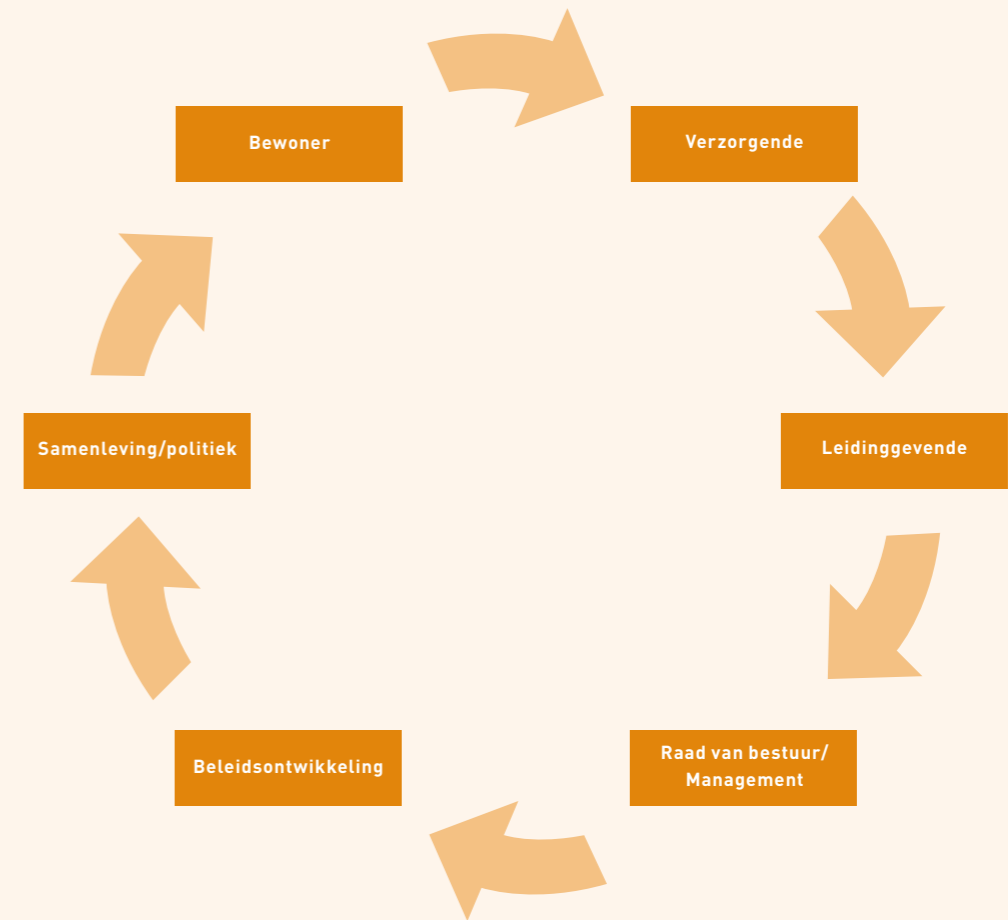 Bewoner
Verzorgende
Samenleving/politiek
Leidinggevende
Beleidsontwikkeling
Raad van bestuur/
Management